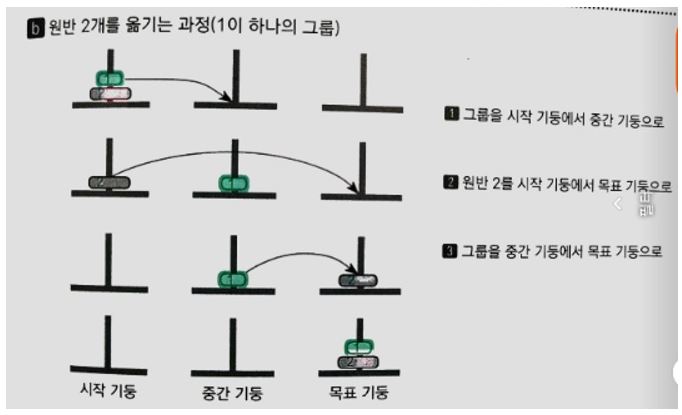 b 원반 2개를 옮기는 과정(1이 하나의 그룹)
1 그룹을 시작 기둥에서 중간 기둥으로
2 원반 2를 시작 기둥에서 목표 기둥으로
3 그룹을 중간 기둥에서 목표 기둥으로
시작 기둥 중간 기둥 목표 기둥